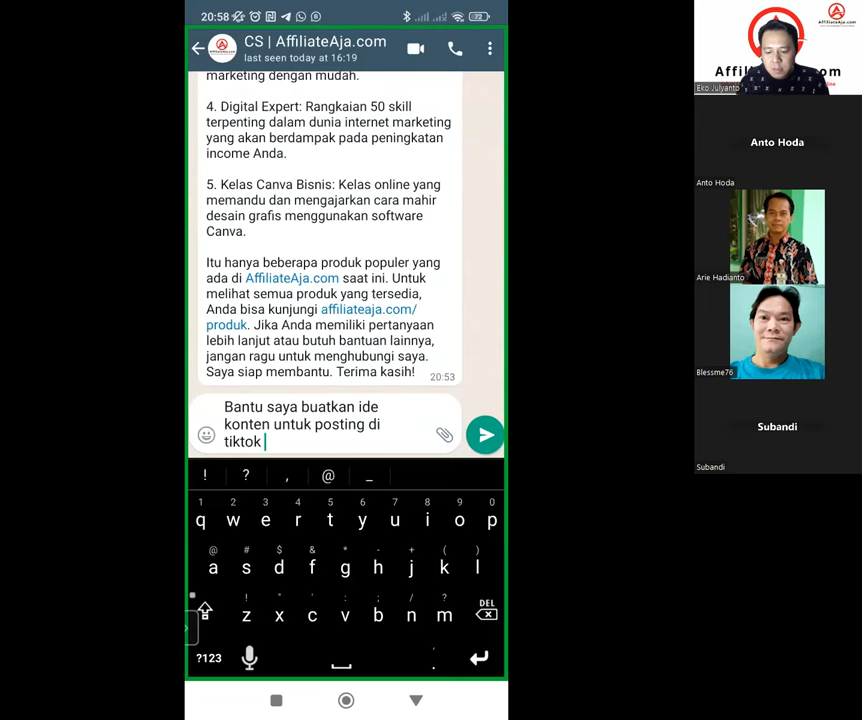 20:58
72
CS | AffiliateAja.com
last seen today at 16:19
marketing dengan mudah.
4. Digital Expert: Rangkaian 50 skill
terpenting dalam dunia internet marketing
yang akan berdampak pada peningkatan
income Anda.
5. Kelas Canva Bisnis: Kelas online yang
memandu dan mengajarkan cara mahir
desain grafis menggunakan software
Canva.
Itu hanya beberapa produk populer yang
ada di AffiliateAja.com saat ini. Untuk
melihat semua produk yang tersedia,
Anda bisa kunjungi affiliateaja.com/
produk. Jika Anda memiliki pertanyaan
lebih lanjut atau butuh bantuan lainnya,
jangan ragu untuk menghubungi saya.
Saya siap membantu. Terima kasih!
20:53
Bantu saya buatkan ide
konten untuk posting di
tiktok
! ? , @ _
1 2 3 4 5 6 7 8 9 0
q w e r t y u i o p
@ # $ & * - + ( )
a s d f g h j k l
! " ' : ; / ?
z x c v b n m
DEL
?123
AffiliateAja.com
Eko Julyanto
Anto Hoda
Anto Hoda
Arie Hadianto
Blessme76
Subandi
Subandi